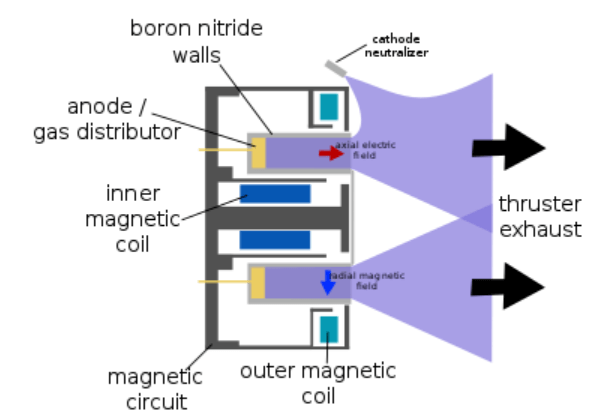 boron nitride
walls
cathode
neutralizer
anode /
gas distributor
axial electric
field
inner
magnetic
coil
thruster
exhaust
radial magnetic
field
magnetic
circuit
outer magnetic
coil